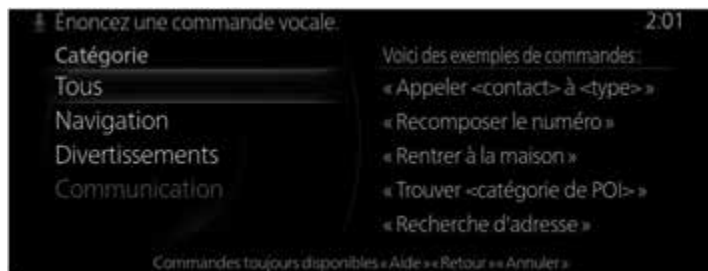 Énoncez une commande vocale.
2:01
Catégorie
Tous
Navigation
Divertissements
Communication
Voici des exemples de commandes:
« Appeler <contact> à <type> »
« Recomposer le numéro »
« Rentrer à la maison »
« Trouver <catégorie de POI> »
« Recherche d'adresse »
Commandes toujours disponibles « Aide » « Retour » « Annuler »